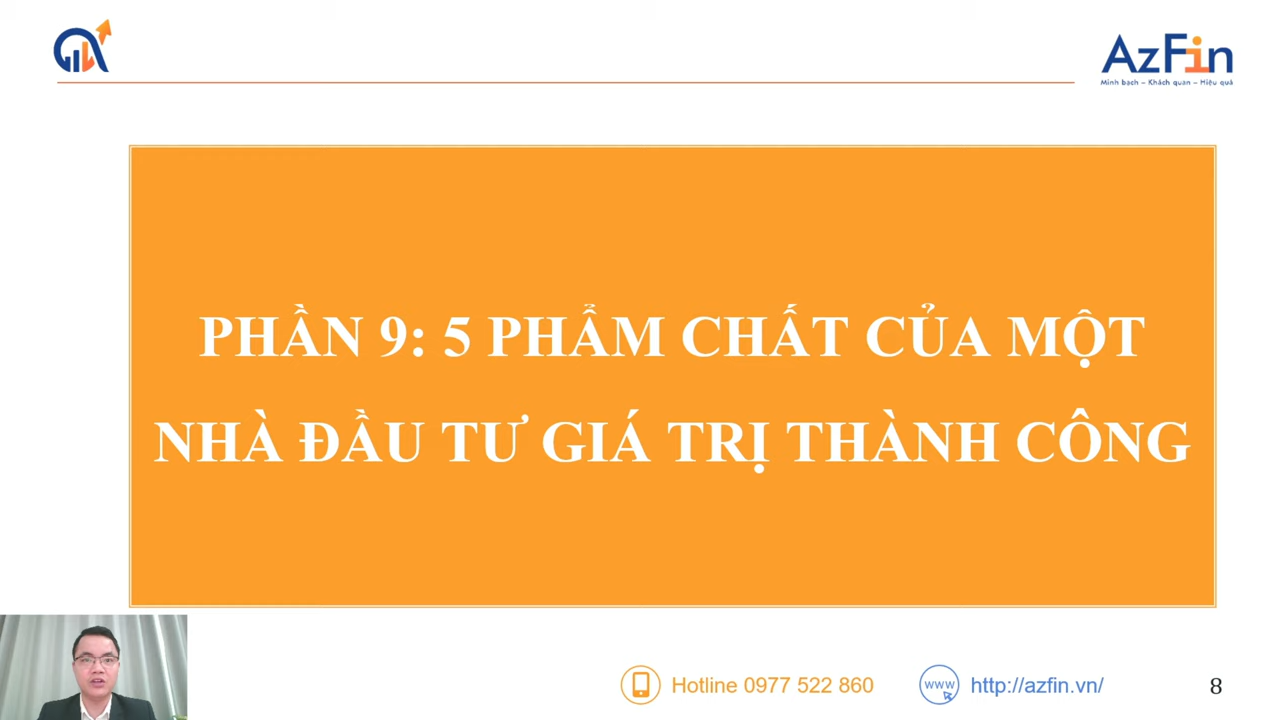 AzFin
Minh bạch – Khách quan – Hiệu quả
PHẦN 9: 5 PHẨM CHẤT CỦA MỘT
NHÀ ĐẦU TƯ GIÁ TRỊ THÀNH CÔNG
Hotline 0977 522 860
www
http://azfin.vn/
8